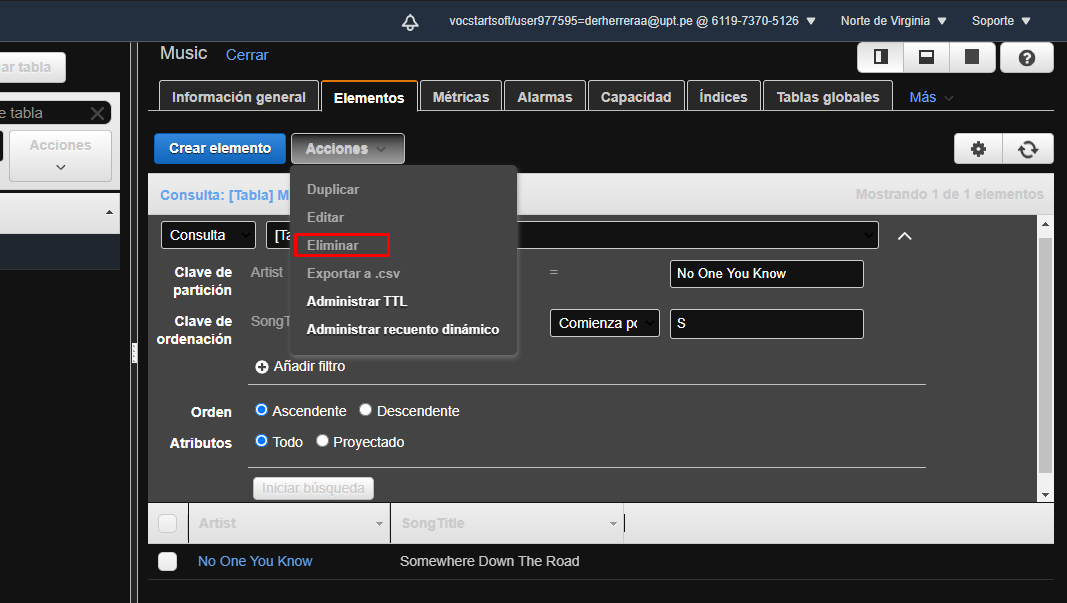 vocstartsoft/user977595=derherreraa@upt.pe @ 6119-7370-5126 Norte de Virginia Soporte
ar tabla
e tabla
Acciones
Music Cerrar
Información general Elementos Métricas Alarmas Capacidad Índices Tablas globales Más
Crear elemento Acciones
Duplicar
Editar
Eliminar
Exportar a .csv
Administrar TTL
Administrar recuento dinámico
Consulta: [Tabla] M Mostrando 1 de 1 elementos
Consulta [Ta
Clave de
partición
Artist = No One You Know
Clave de
ordenación
SongT Comienza po S
Añadir filtro
Orden Ascendente Descendente
Atributos Todo Proyectado
Iniciar búsqueda
Artist SongTitle
No One You Know Somewhere Down The Road